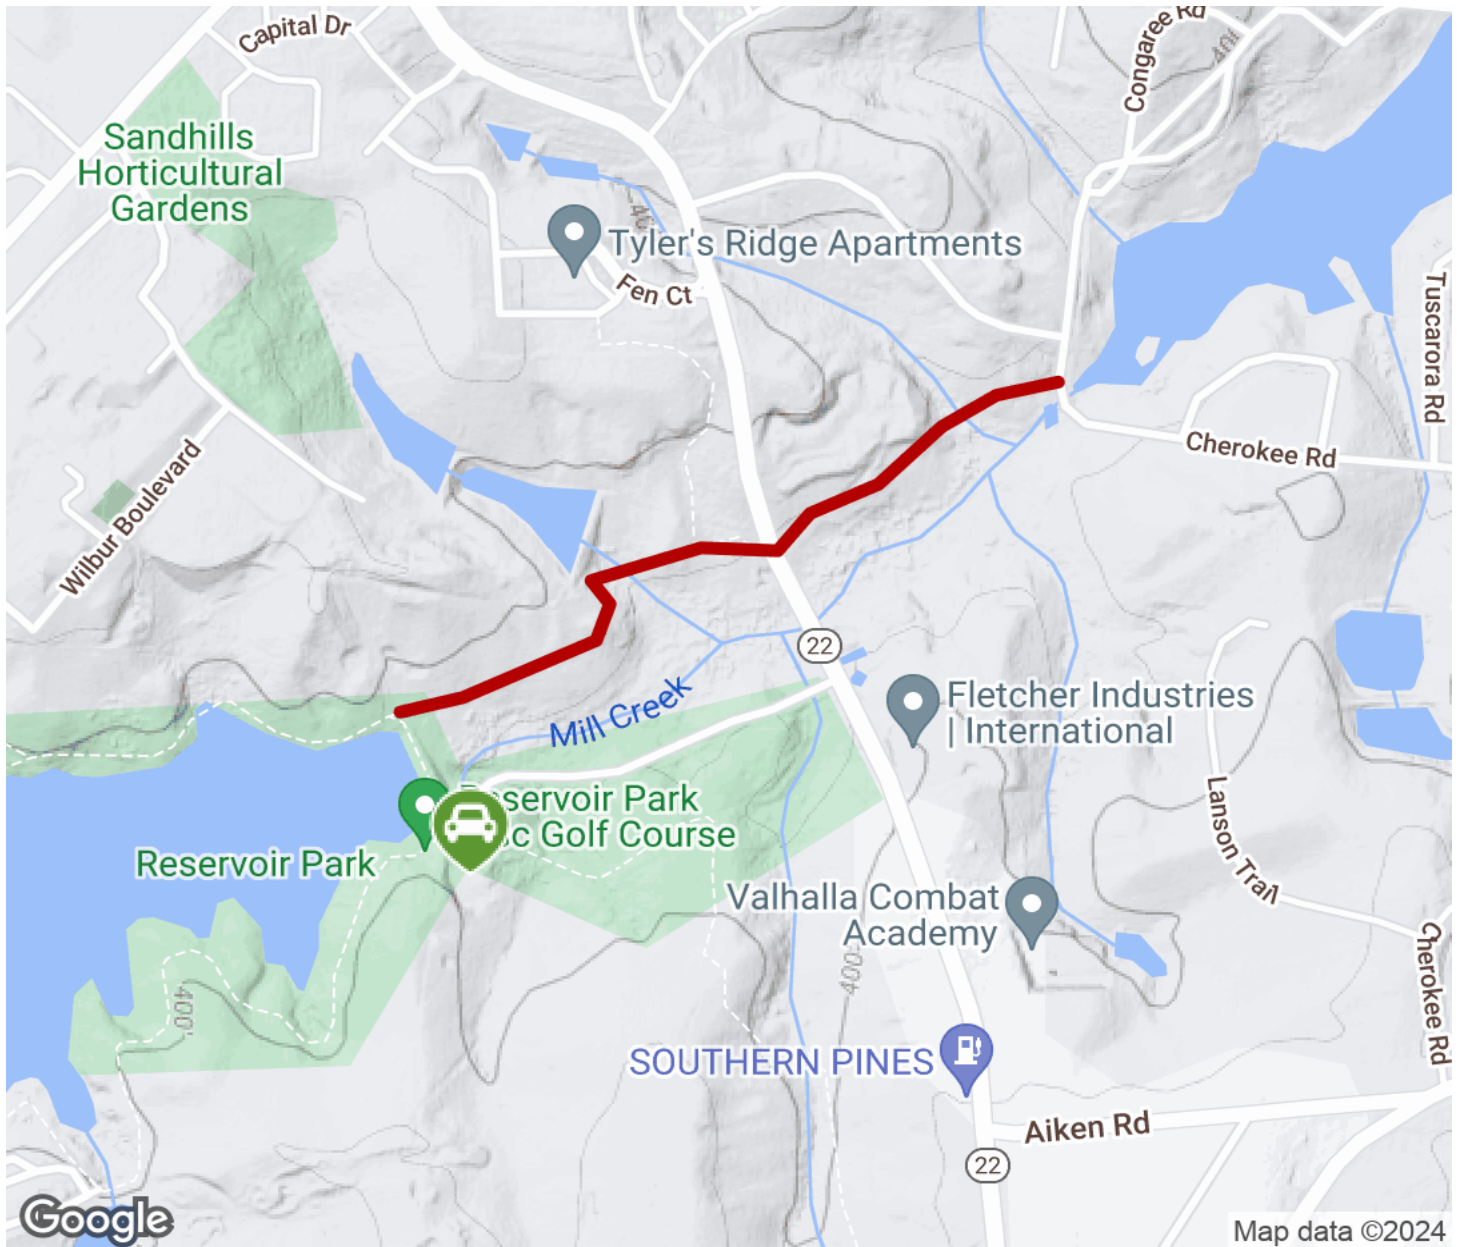 Capital Dr
Congaree Rd
400
Sandhills
Horticultural
Gardens
Tyler's Ridge Apartments
Fen Ct
Tuscarora Rd
Cherokee Rd
Wilbur Boulevard
22
Mill Creek
Fletcher Industries
| International
Reservoir Park
Golf Course
Reservoir Park
Lanson Trail
Valhalla Combat
Academy
400
400'
Cherokee Rd
SOUTHERN PINES
Aiken Rd
22
Google
Map data ©2024